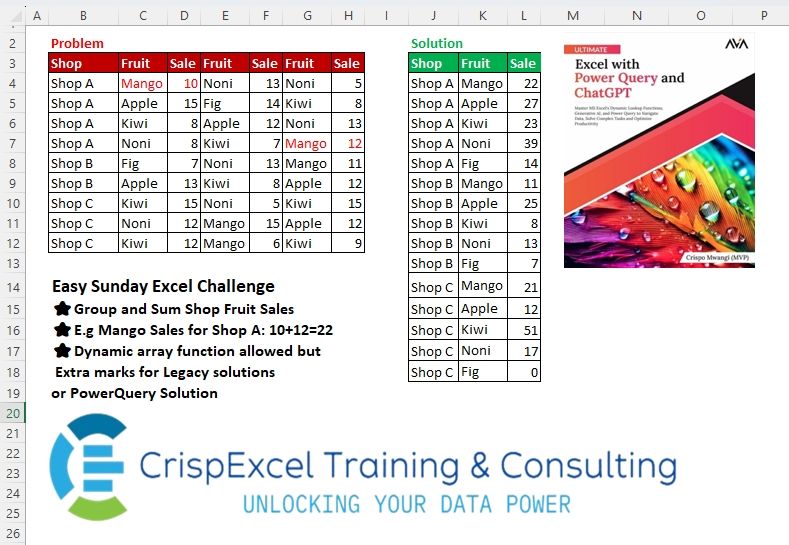 A B C D E F G H I J K L M N O P
2 Problem Solution
3 Shop Fruit Sale Fruit Sale Fruit Sale Shop Fruit Sale
4 Shop A Mango 10 Noni 13 Noni 5 Shop A Mango 22
5 Shop A Apple 15 Fig 14 Kiwi 8 Shop A Apple 27
6 Shop A Kiwi 8 Apple 12 Noni 13 Shop A Kiwi 23
7 Shop A Noni 8 Kiwi 7 Mango 12 Shop A Noni 39
8 Shop B Fig 7 Noni 13 Mango 11 Shop A Fig 14
9 Shop B Apple 13 Kiwi 8 Apple 12 Shop B Mango 11
10 Shop C Kiwi 15 Noni 5 Kiwi 15 Shop B Apple 25
11 Shop C Noni 12 Mango 15 Apple 12 Shop B Kiwi 8
12 Shop C Kiwi 12 Mango 6 Kiwi 9 Shop B Noni 13
13 Shop B Fig 7
14 Easy Sunday Excel Challenge Shop C Mango 21
15 Group and Sum Shop Fruit Sales Shop C Apple 12
16 E.g Mango Sales for Shop A: 10+12=22 Shop C Kiwi 51
17 Dynamic array function allowed but Shop C Noni 17
18 Extra marks for Legacy solutions Shop C Fig 0
19 or PowerQuery Solution
20
21
22
23
24
25
26
ULTIMATE AVA
Excel with
Power Query and
ChatGPT
Master MS Excel's Dynamic Lookup Functions,
Generative AI, and Power Query to Navigate
Data, Solve Complex Tasks and Optimize
Productivity
Crispo Mwangi (MVP)
CrispExcel Training & Consulting
UNLOCKING YOUR DATA POWER